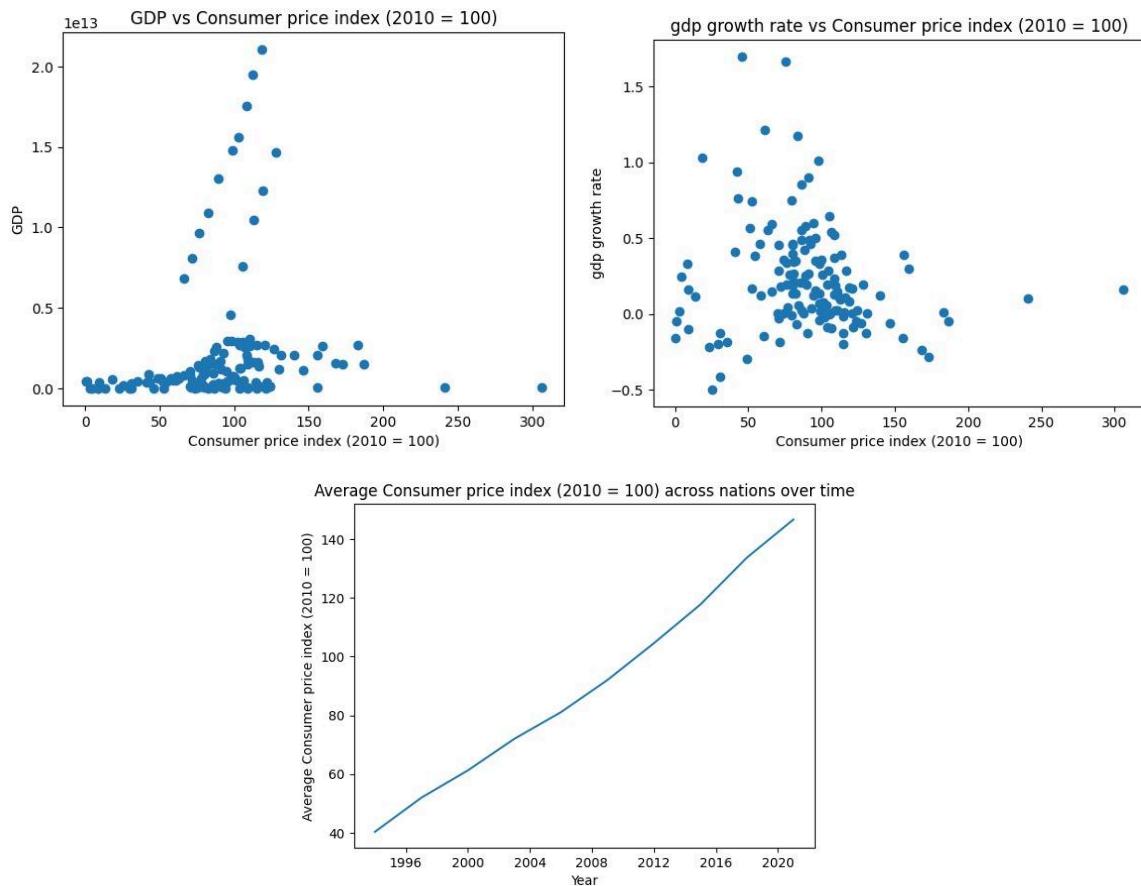 GDP vs Consumer price index (2010 = 100)
1e13
2.0
1.5
1.0
0.5
0.0
GDP
0 50 100 150 200 250 300
Consumer price index (2010 = 100)
gdp growth rate vs Consumer price index (2010 = 100)
1.5
1.0
0.5
0.0
−0.5
gdp growth rate
0 50 100 150 200 250 300
Consumer price index (2010 = 100)
Average Consumer price index (2010 = 100) across nations over time
140
120
100
80
60
40
Average Consumer price index (2010 = 100)
1996 2000 2004 2008 2012 2016 2020
Year